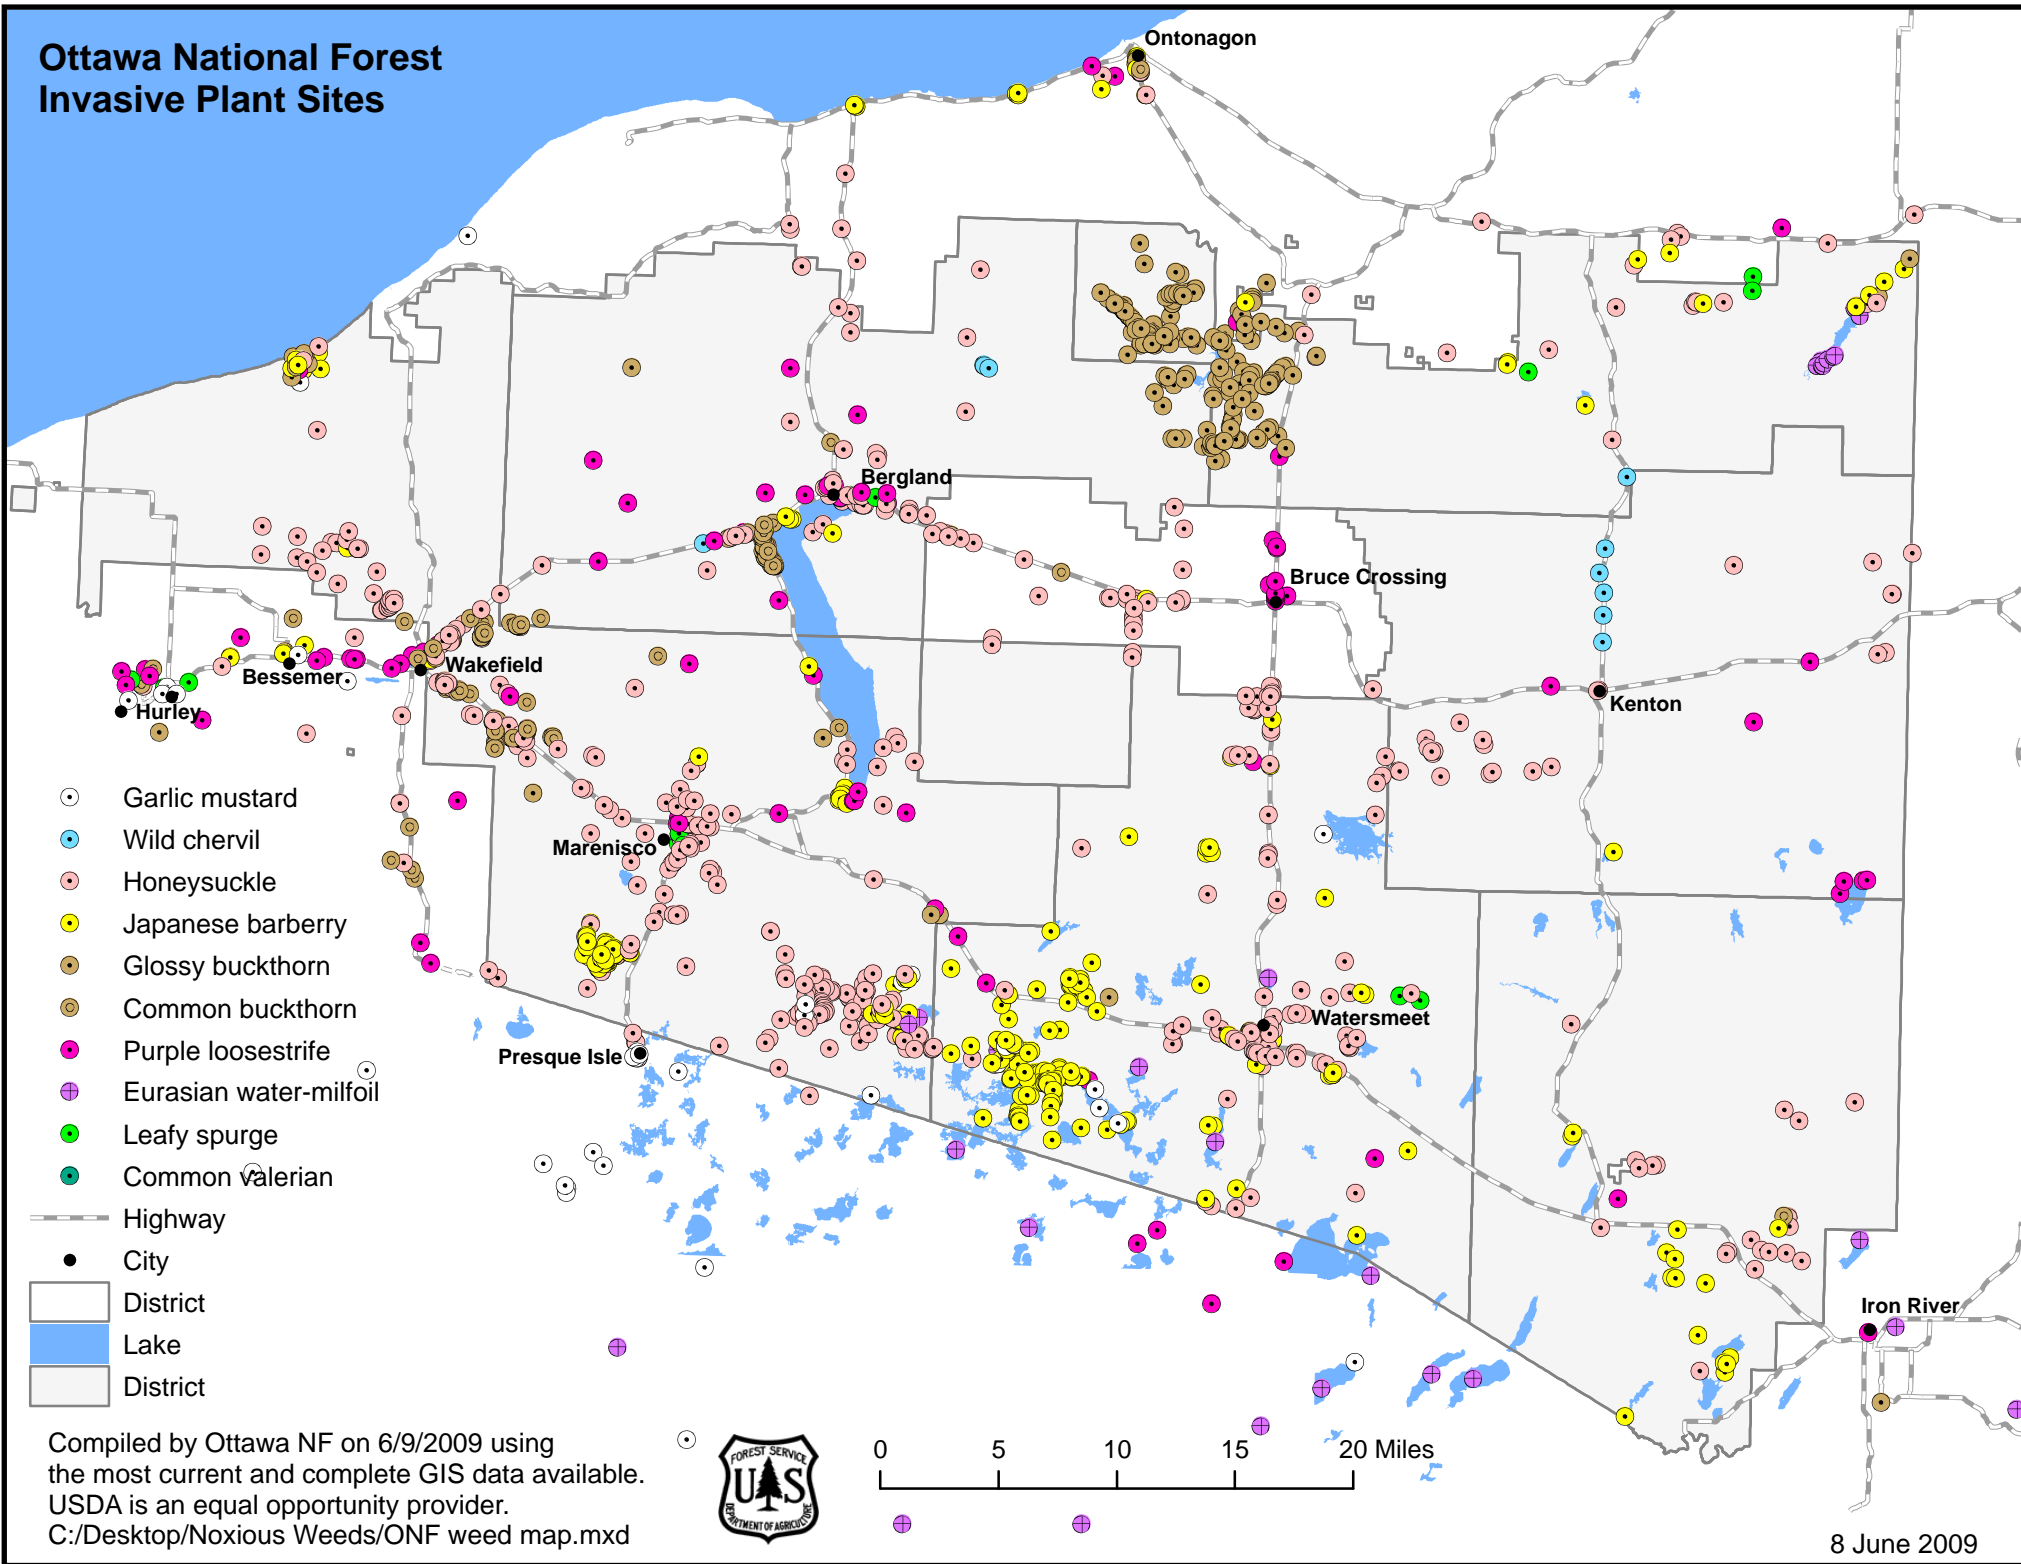 Ottawa National Forest
Invasive Plant Sites
Ontonagon
Bergland
Bruce Crossing
Wakefield
Bessemer
Hurley
Kenton
Marenisco
Watersmeet
Presque Isle
Iron River
Garlic mustard
Wild chervil
Honeysuckle
Japanese barberry
Glossy buckthorn
Common buckthorn
Purple loosestrife
Eurasian water-milfoil
Leafy spurge
Common valerian
Highway
City
District
Lake
District
Compiled by Ottawa NF on 6/9/2009 using
the most current and complete GIS data available.
USDA is an equal opportunity provider.
C:/Desktop/Noxious Weeds/ONF weed map.mxd
FOREST SERVICE
U S
DEPARTMENT OF AGRICULTURE
0 5 10 15 20 Miles
8 June 2009